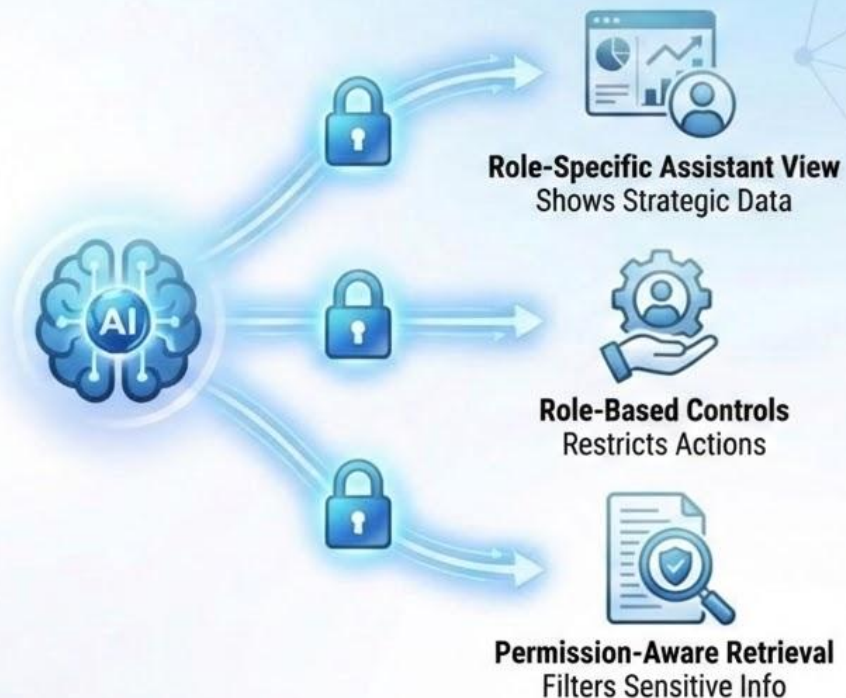 AI
Role-Specific Assistant View
Shows Strategic Data
Role-Based Controls
Restricts Actions
Permission-Aware Retrieval
Filters Sensitive Info